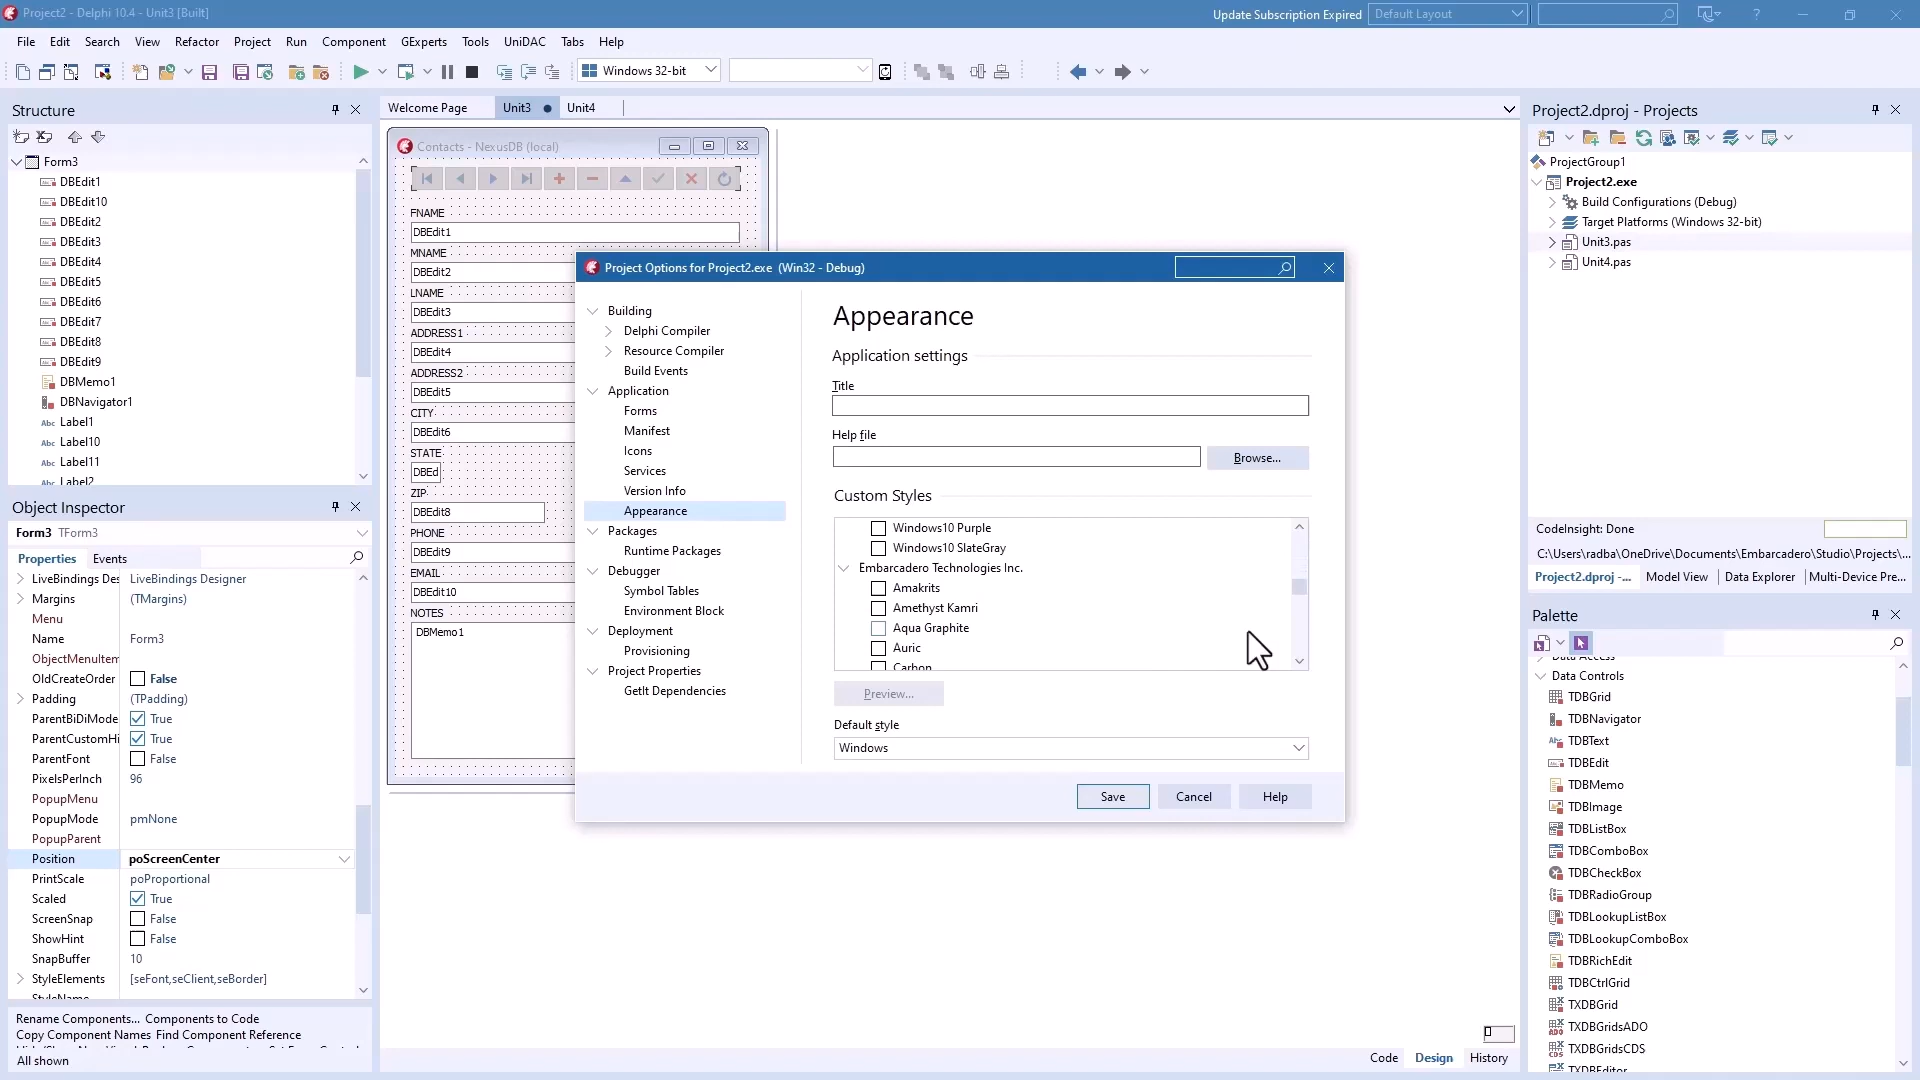 Project2 - Delphi 10.4 - Unit3 [Built]
Update Subscription Expired
Default Layout
File Edit Search View Refactor Project Run Component GExperts Tools UniDAC Tabs Help
Windows 32-bit
Structure
Form3
DBEdit1
DBEdit10
DBEdit2
DBEdit3
DBEdit4
DBEdit5
DBEdit6
DBEdit7
DBEdit8
DBEdit9
DBMemo1
DBNavigator1
Abc Label1
Abc Label10
Abc Label11
Abc Label2
Object Inspector
Form3 TForm3
Properties Events
LiveBindings Des LiveBindings Designer
Margins (TMargins)
Menu
Name Form3
ObjectMenuItem
OldCreateOrder False
Padding (TPadding)
ParentBiDiMode True
ParentCustomHi True
ParentFont False
PixelsPerInch 96
PopupMenu
PopupMode pmNone
PopupParent
Position poScreenCenter
PrintScale poProportional
Scaled True
ScreenSnap False
ShowHint False
SnapBuffer 10
StyleElements [seFont,seClient,seBorder]
StyleName
Rename Components... Components to Code
Copy Component Names Find Component Reference
All shown
Welcome Page Unit3 Unit4
Contacts - NexusDB (local)
FNAME
DBEdit1
MNAME
DBEdit2
LNAME
DBEdit3
ADDRESS1
DBEdit4
ADDRESS2
DBEdit5
CITY
DBEdit6
STATE
DBEd
ZIP
DBEdit8
PHONE
DBEdit9
EMAIL
DBEdit10
NOTES
DBMemo1
Project Options for Project2.exe (Win32 - Debug)
Building
Delphi Compiler
Resource Compiler
Build Events
Application
Forms
Manifest
Icons
Services
Version Info
Appearance
Packages
Runtime Packages
Debugger
Symbol Tables
Environment Block
Deployment
Provisioning
Project Properties
GetIt Dependencies
Appearance
Application settings
Title
Help file
Browse...
Custom Styles
Windows10 Purple
Windows10 SlateGray
Embarcadero Technologies Inc.
Amakrits
Amethyst Kamri
Aqua Graphite
Auric
Carbon
Preview...
Default style
Windows
Save Cancel Help
Code Design History
Project2.dproj - Projects
ProjectGroup1
Project2.exe
Build Configurations (Debug)
Target Platforms (Windows 32-bit)
Unit3.pas
Unit4.pas
CodeInsight: Done
C:\Users\radba\OneDrive\Documents\Embarcadero\Studio\Projects\...
Project2.dproj -... Model View Data Explorer Multi-Device Pre...
Palette
Data Access
Data Controls
TDBGrid
TDBNavigator
TDBText
TDBEdit
TDBMemo
TDBImage
TDBListBox
TDBComboBox
TDBCheckBox
TDBRadioGroup
TDBLookupListBox
TDBLookupComboBox
TDBRichEdit
TDBCtrlGrid
TXDBGrid
TXDBGridsADO
TXDBGridsCDS
TXDBEditor